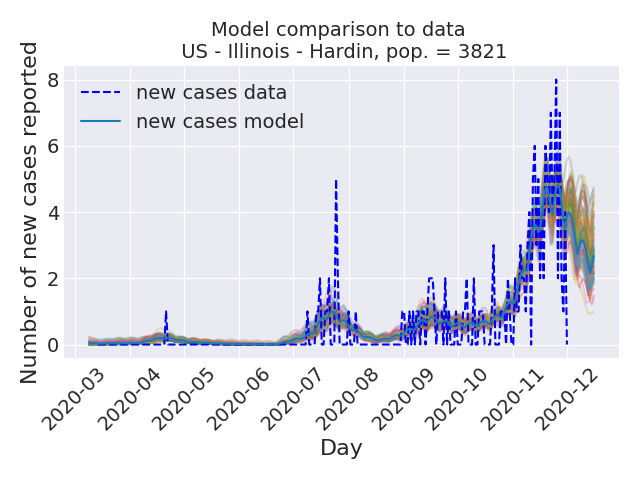 Model comparison to data
US - Illinois - Hardin, pop. = 3821
Number of new cases reported
8
6
4
2
0
new cases data
new cases model
2020-03
2020-04
2020-05
2020-06
2020-07
2020-08
2020-09
2020-10
2020-11
2020-12
Day